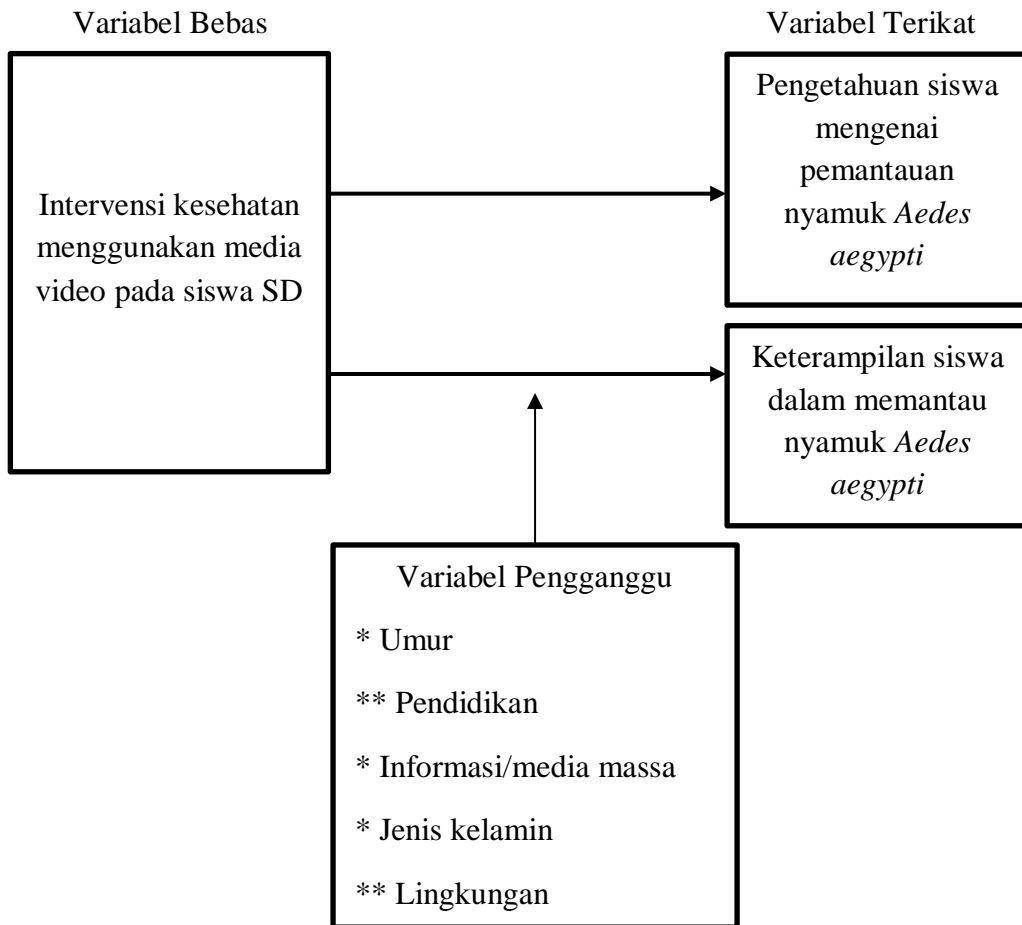 Variabel Bebas
Variabel Terikat
Intervensi kesehatan
menggunakan media
video pada siswa SD
Pengetahuan siswa
mengenai
pemantauan
nyamuk Aedes
aegypti
Keterampilan siswa
dalam memantau
nyamuk Aedes
aegypti
Variabel Pengganggu
* Umur
** Pendidikan
* Informasi/media massa
* Jenis kelamin
** Lingkungan